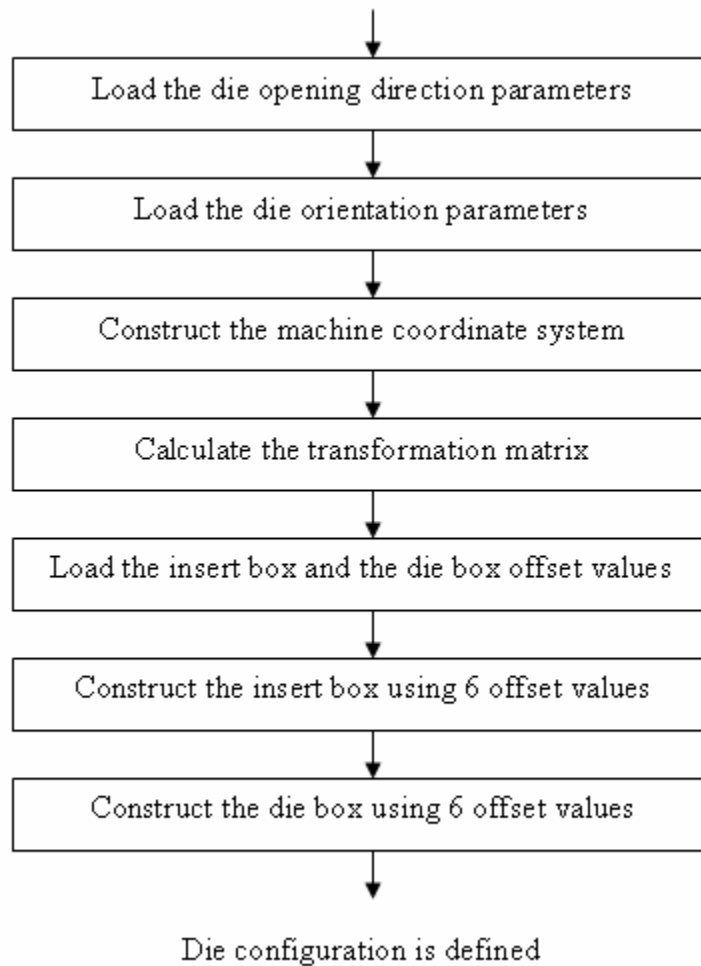 Load the die opening direction parameters
Load the die orientation parameters
Construct the machine coordinate system
Calculate the transformation matrix
Load the insert box and the die box offset values
Construct the insert box using 6 offset values
Construct the die box using 6 offset values
Die configuration is defined